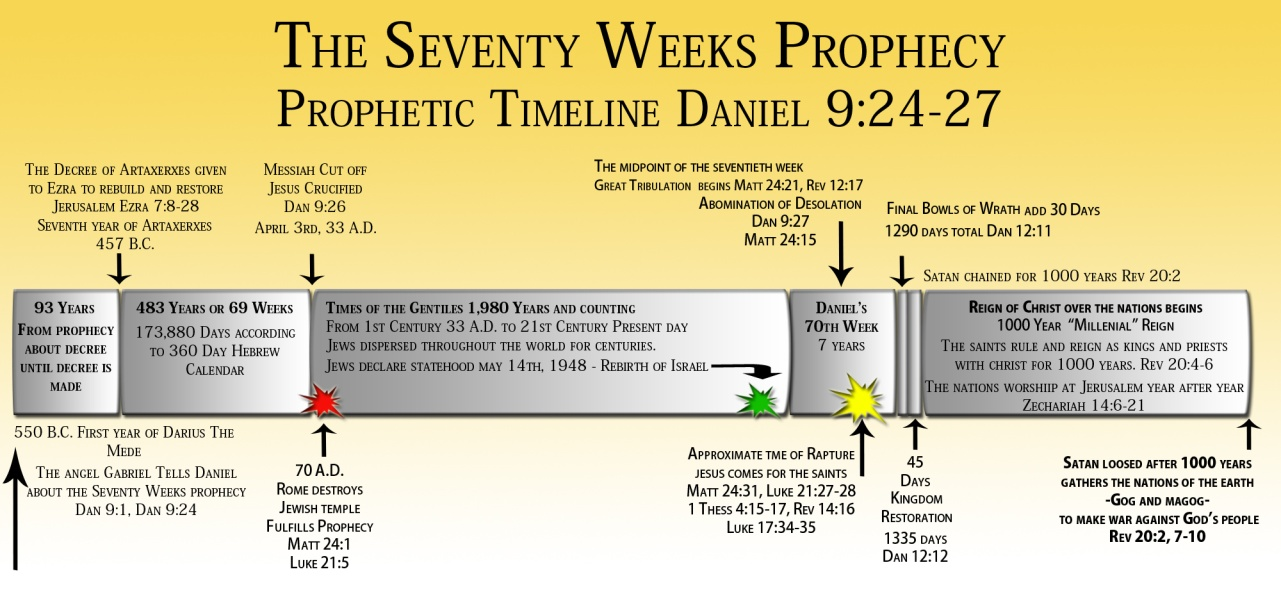 The Seventy Weeks Prophecy
Prophetic Timeline Daniel 9:24-27
The Decree of Artaxerxes given
to Ezra to rebuild and restore
Jerusalem Ezra 7:8-28
Seventh year of Artaxerxes
457 B.C.
Messiah Cut off
Jesus Crucified
Dan 9:26
April 3rd, 33 A.D.
The midpoint of the seventieth week
Great Tribulation begins Matt 24:21, Rev 12:17
Abomination of Desolation
Dan 9:27
Matt 24:15
Final Bowls of Wrath add 30 Days
1290 days total Dan 12:11
Satan chained for 1000 years Rev 20:2
93 Years
From prophecy
about decree
until decree is
made
483 Years or 69 Weeks
173,880 Days according
to 360 Day Hebrew
Calendar
Times of the Gentiles 1,980 Years and counting
From 1st Century 33 A.D. to 21st Century Present day
Jews dispersed throughout the world for centuries.
Jews declare statehood may 14th, 1948 - Rebirth of Israel
Daniel's
70th Week
7 years
Reign of Christ over the nations begins
1000 Year "Millenial" Reign
The saints rule and reign as kings and priests
with christ for 1000 years. Rev 20:4-6
The nations worship at Jerusalem year after year
Zechariah 14:6-21
550 B.C. First year of Darius The
Mede
The angel Gabriel Tells Daniel
about the Seventy Weeks prophecy
Dan 9:1, Dan 9:24
70 A.D.
Rome destroys
Jewish temple
Fulfills Prophecy
Matt 24:1
Luke 21:5
Approximate tme of Rapture
jesus comes for the saints
Matt 24:31, Luke 21:27-28
1 Thess 4:15-17, Rev 14:16
Luke 17:34-35
45
Days
Kingdom
Restoration
1335 days
Dan 12:12
Satan loosed after 1000 years
gathers the nations of the earth
-Gog and magog-
to make war against God's people
Rev 20:2, 7-10